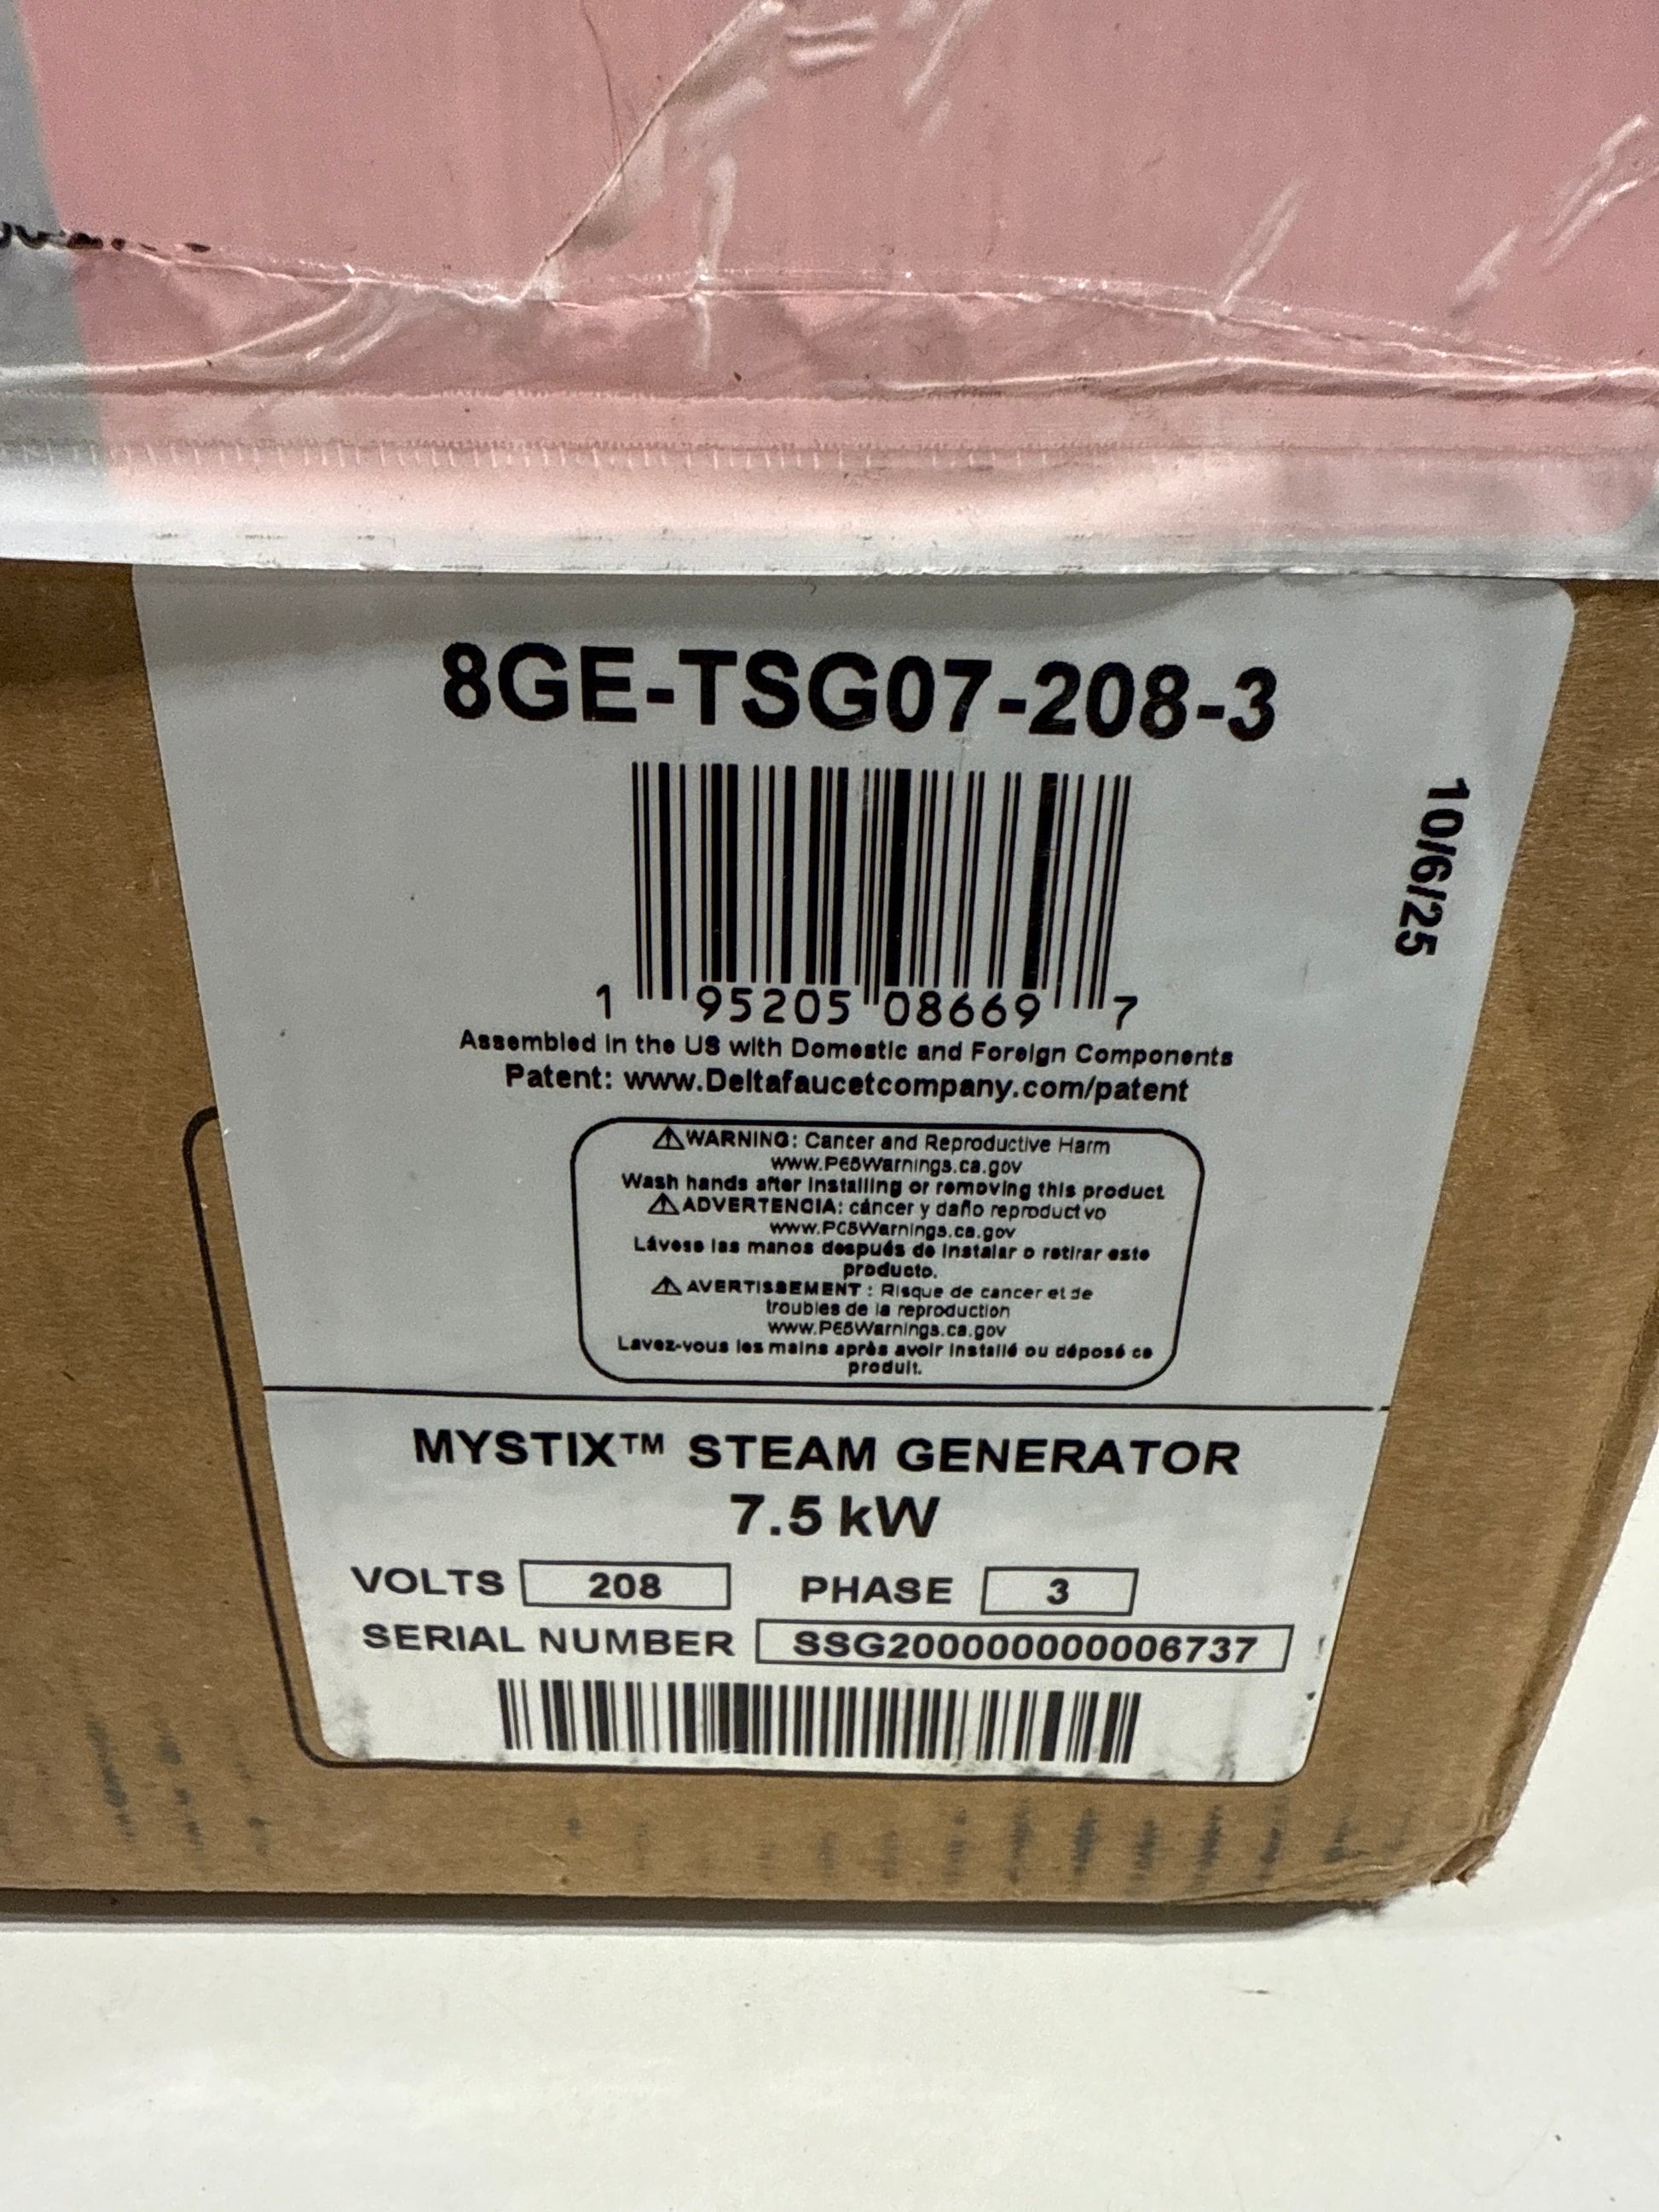 8GE-TSG07-208-3
10/6/25
1 95205 08669 7
Assembled in the US with Domestic and Foreign Components
Patent: www.Deltafaucetcompany.com/patent
⚠WARNING: Cancer and Reproductive Harm
www.P65Warnings.ca.gov
Wash hands after installing or removing this product
⚠ADVERTENCIA: cáncer y daño reproductivo
www.P65Warnings.ca.gov
Lávese las manos después de instalar o retirar este
producto.
⚠AVERTISSEMENT : Risque de cancer et de
troubles de la reproduction
www.P65Warnings.ca.gov
Lavez-vous les mains après avoir installé ou déposé ce
produit.
MYSTIX™ STEAM GENERATOR
7.5 kW
VOLTS 208 PHASE 3
SERIAL NUMBER SSG200000000006737